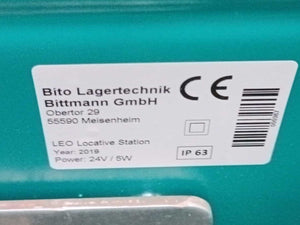 Bito Lagertechnik
Bittmann GmbH
Obertor 29
55590 Meisenheim
LEO Locative Station
Year: 2019
Power: 24V / 5W
CE
IP 63